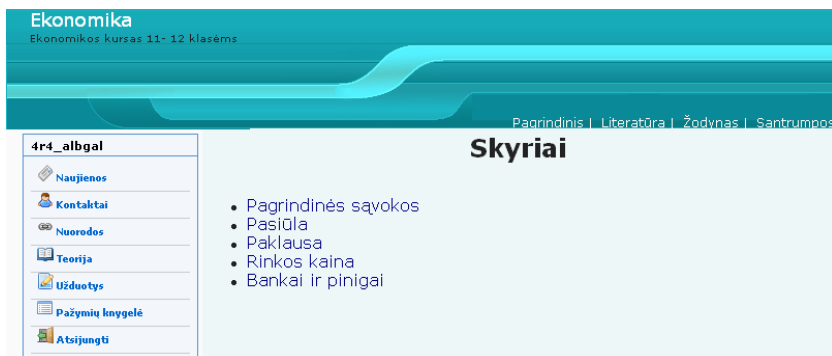 Ekonomika
Ekonomikos kursas 11- 12 klasėms
Pagrindinis | Literatūra | Žodynas | Santrumpos
4r4_albgal
Naujienos
Kontaktai
Nuorodos
Teorija
Užduotys
Pažymių knygelė
Atsijungti
Skyriai
Pagrindinės sąvokos
Pasiūla
Paklausa
Rinkos kaina
Bankai ir pinigai